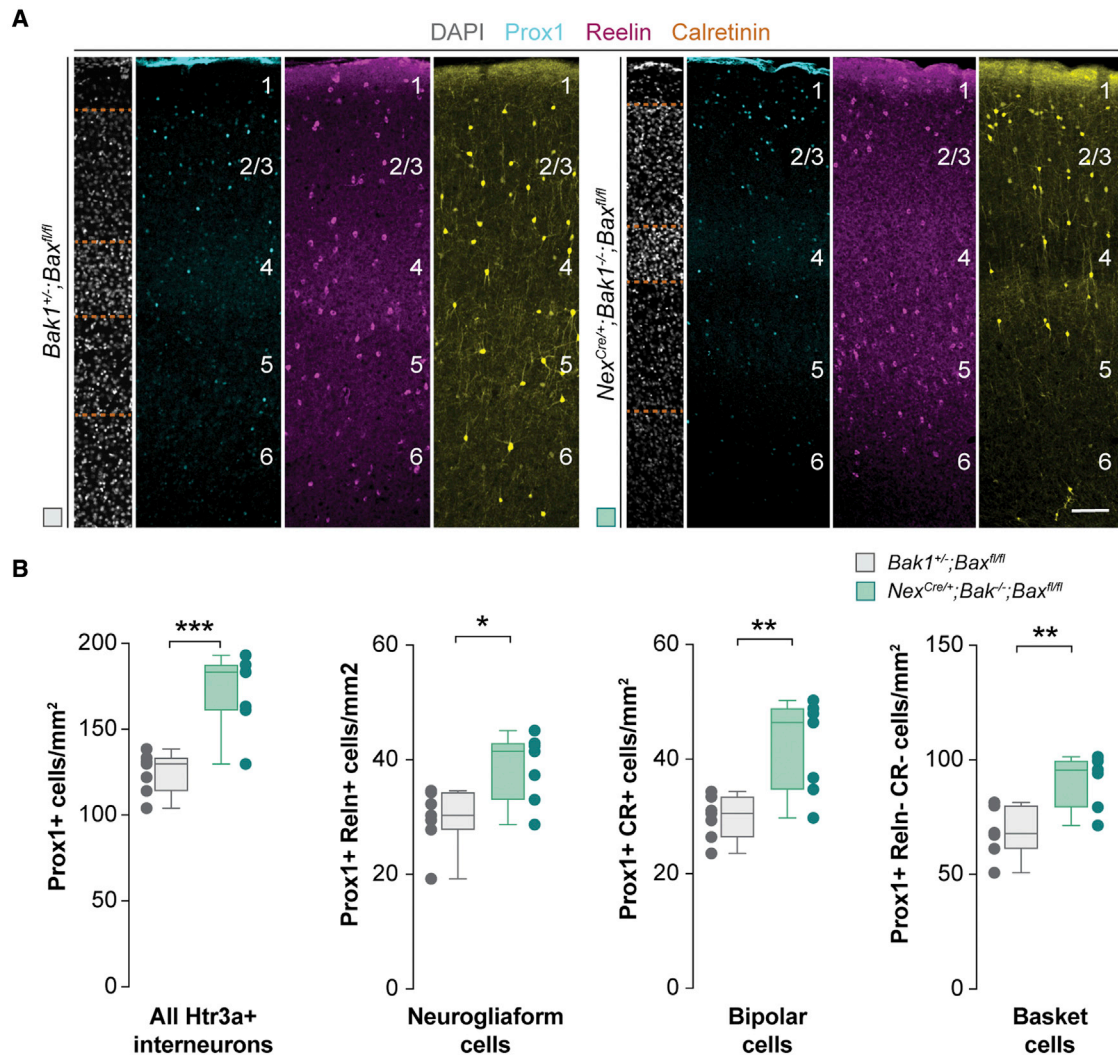 A
DAPI Prox1 Reelin Calretinin
Bak1+/-;Baxfl/fl
1 1 1
2/3 2/3 2/3
4 4 4
5 5 5
6 6 6
NexCre/+;Bak1-/-;Baxfl/fl
1 1 1
2/3 2/3 2/3
4 4 4
5 5 5
6 6 6
B
Bak1+/-;Baxfl/fl
NexCre/+;Bak-/-;Baxfl/fl
Prox1+ cells/mm²
200
150
100
50
0
***
All Htr3a+
interneurons
Prox1+ Reln+ cells/mm2
60
40
20
0
*
Neurogliaform
cells
Prox1+ CR+ cells/mm²
60
40
20
0
**
Bipolar
cells
Prox1+ Reln- CR- cells/mm²
150
100
50
0
**
Basket
cells